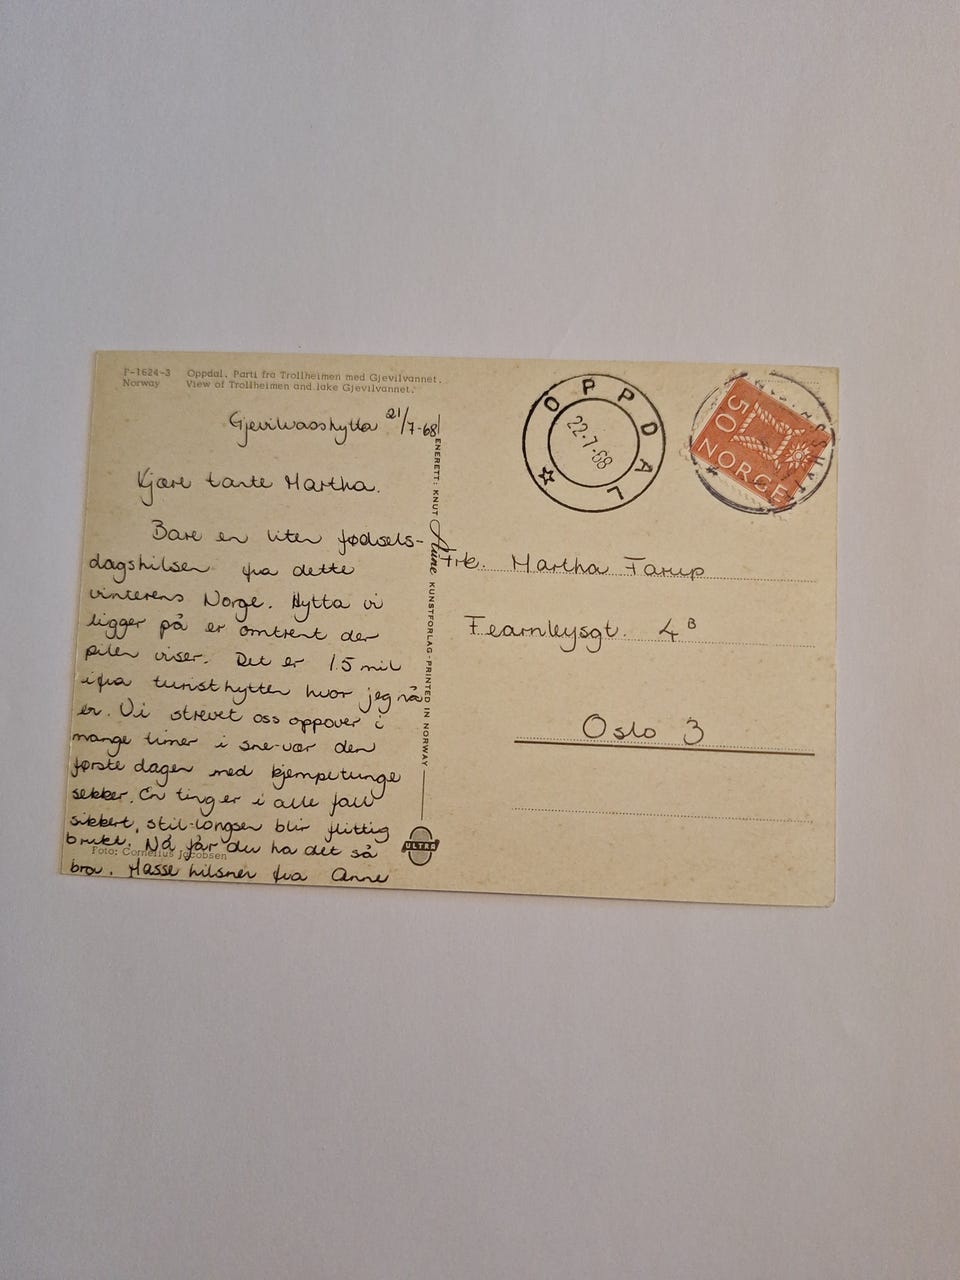 F-1624-3 Oppdal. Parti fra Trollheimen med Gjevilvannet.
Norway View of Trollheimen and lake Gjevilvannet.
Gjevilvasshytta 21/7-68
Kjære tante Martha.
Bare en liten fødsels-
dagshilsen fra dette
vinterens Norge. Hytta vi
ligger på er omtrent der
pilen viser. Det er 1.5 mil
ifra turisthytten hvor jeg nå
er. Vi strevet oss oppover i
mange timer i sne-vær den
første dagen med kjempetunge
sekker. En ting er i alle fall
sikkert, stil-longsen blir flittig
brukt. Nå får du ha det så
bra. Masse hilsner fra Anne
Foto: Cornelius Jacobsen
ENERETT: KNUT Aune KUNSTFORLAG - PRINTED IN NORWAY
ULTRA
OPPDAL
22-7-68
50
NORGE
Frk. Martha Farup
Fearnleysgt. 4B
Oslo 3